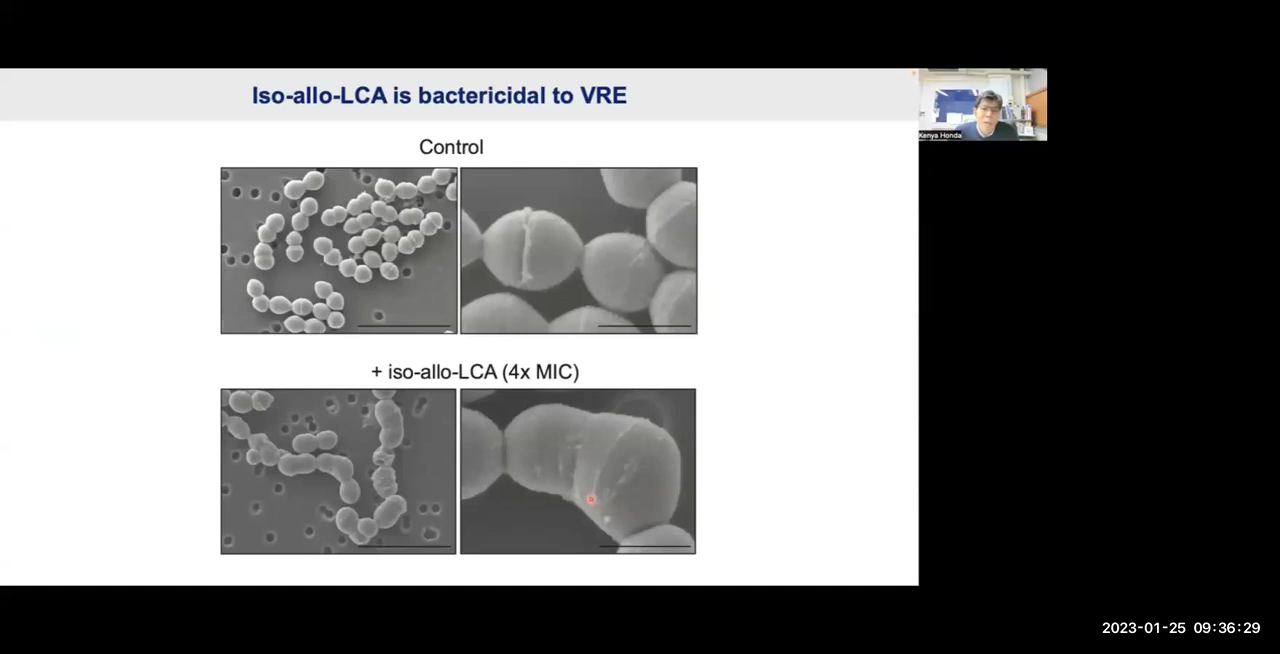 Iso-allo-LCA is bactericidal to VRE
Kenya Honda
Control
+ iso-allo-LCA (4x MIC)
2023-01-25 09:36:29